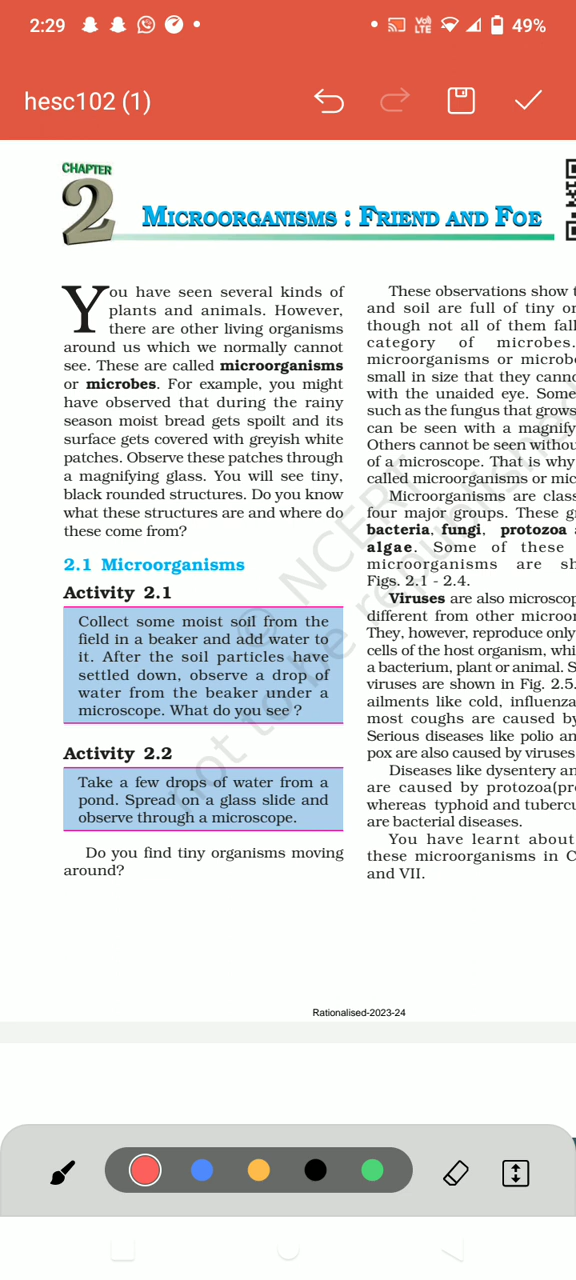 2:29
Vo)
LTE
49%
hesc102 (1)
CHAPTER
2
MICROORGANISMS : FRIEND AND FOE
You have seen several kinds of
plants and animals. However,
there are other living organisms
around us which we normally cannot
see. These are called microorganisms
or microbes. For example, you might
have observed that during the rainy
season moist bread gets spoilt and its
surface gets covered with greyish white
patches. Observe these patches through
a magnifying glass. You will see tiny,
black rounded structures. Do you know
what these structures are and where do
these come from?
2.1 Microorganisms
Activity 2.1
Collect some moist soil from the
field in a beaker and add water to
it. After the soil particles have
settled down, observe a drop of
water from the beaker under a
microscope. What do you see ?
Activity 2.2
Take a few drops of water from a
pond. Spread on a glass slide and
observe through a microscope.
Do you find tiny organisms moving
around?
These observations show
and soil are full of tiny
though not all of them fall
category of microbes.
microorganisms or
small in size that they
with the unaided eye. Some
such as the fungus that grows
can be seen with a
Others cannot be seen
of a microscope. That is why
called microorganisms or
Microorganisms are
four major groups. These
bacteria, fungi, protozoa
algae. Some of these
microorganisms are
Figs. 2.1 - 2.4.
Viruses are also
different from other
They, however, reproduce only
cells of the host organism,
a bacterium, plant or animal.
viruses are shown in Fig. 2.5.
ailments like cold,
most coughs are caused by
Serious diseases like polio
pox are also caused by viruses
Diseases like dysentery
are caused by
whereas typhoid and
are bacterial diseases.
You have learnt about
these microorganisms in
and VII.
© NCERT
not to be republished
Rationalised-2023-24